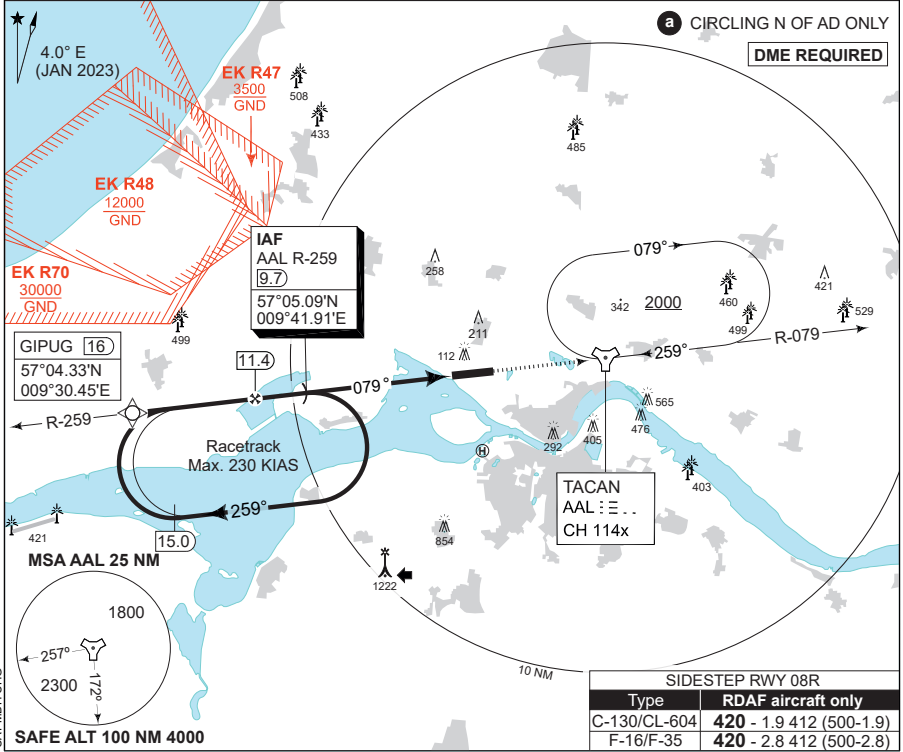 a CIRCLING N OF AD ONLY
DME REQUIRED
4.0° E
(JAN 2023)
EK R47
3500
GND
508
433
485
EK R48
12000
GND
EK R70
30000
GND
499
IAF
AAL R-259
9.7
57°05.09'N
009°41.91'E
258
211
112
079°
342
2000
460
499
421
529
R-079
259°
GIPUG 16
57°04.33'N
009°30.45'E
11.4
079°
R-259
Racetrack
Max. 230 KIAS
259°
15.0
H
292
405
476
565
403
TACAN
AAL
CH 114x
421
854
1222
10 NM
MSA AAL 25 NM
1800
257°
2300
172°
SAFE ALT 100 NM 4000
SIDESTEP RWY 08R
Type RDAF aircraft only
C-130/CL-604 420 - 1.9 412 (500-1.9)
F-16/F-35 420 - 2.8 412 (500-2.8)